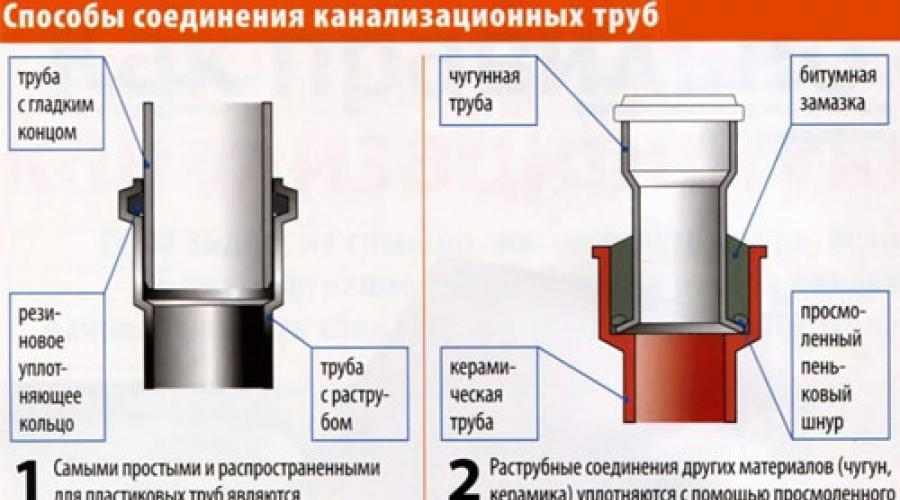 Способы соединения канализационных труб
труба
с гладким
концом
рези-
новое
уплот-
няющее
кольцо
труба
с растру-
бом
1 Самыми простыми и распространенными
для пластиковых труб являются
чугунная
труба
битумная
замазка
керами-
ческая
труба
просмо-
ленный
пень-
ковый
шнур
2 Раструбные соединения других материалов (чугун,
керамика) уплотняются с помощью просмоленного